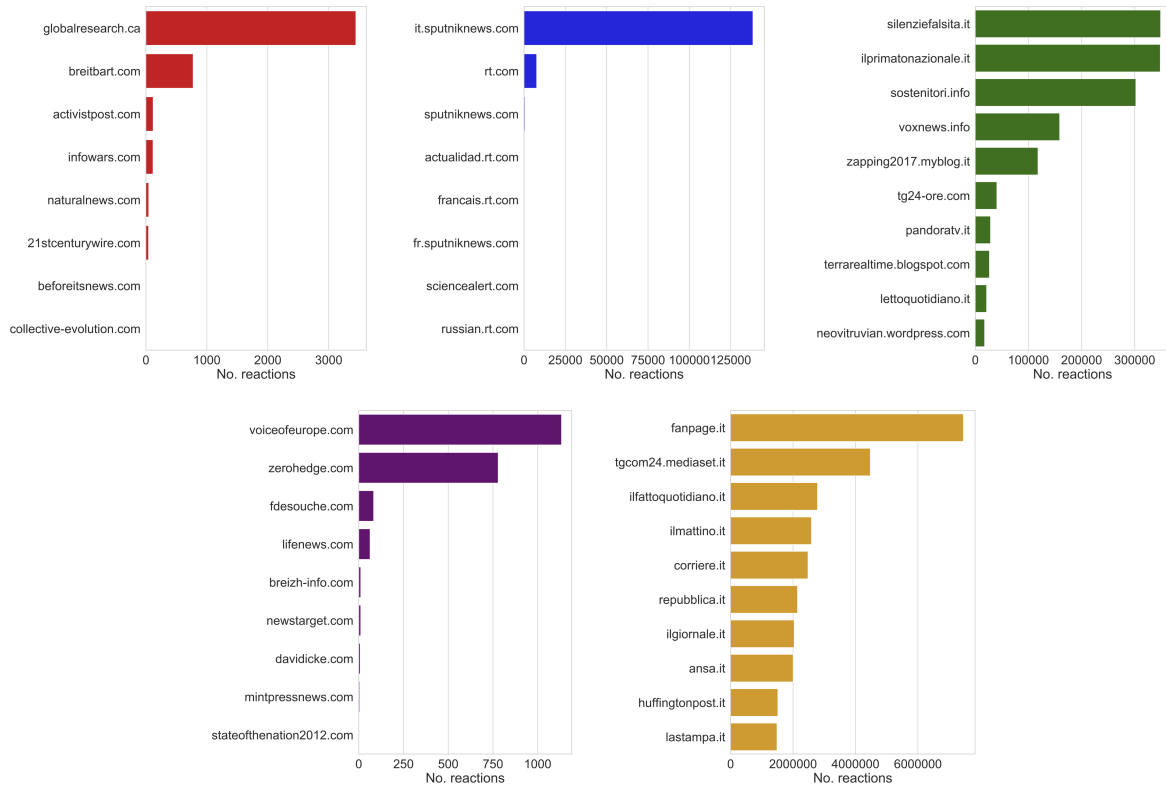 globalresearch.ca
breitbart.com
activistpost.com
infowars.com
naturalnews.com
21stcenturywire.com
beforeitsnews.com
collective-evolution.com
0 1000 2000 3000
No. reactions
it.sputniknews.com
rt.com
sputniknews.com
actualidad.rt.com
francais.rt.com
fr.sputniknews.com
sciencealert.com
russian.rt.com
0 25000 50000 75000 100000 125000
No. reactions
silenziefalsita.it
ilprimatonazionale.it
sostenitori.info
voxnews.info
zapping2017.myblog.it
tg24-ore.com
pandoratv.it
terrarealtime.blogspot.com
lettoquotidiano.it
neovitruvian.wordpress.com
0 100000 200000 300000
No. reactions
voiceofeurope.com
zerohedge.com
fdesouche.com
lifenews.com
breizh-info.com
newstarget.com
davidicke.com
mintpressnews.com
stateofthenation2012.com
0 250 500 750 1000
No. reactions
fanpage.it
tgcom24.mediaset.it
ilfattoquotidiano.it
ilmattino.it
corriere.it
repubblica.it
ilgiornale.it
ansa.it
huffingtonpost.it
lastampa.it
0 2000000 4000000 6000000
No. reactions